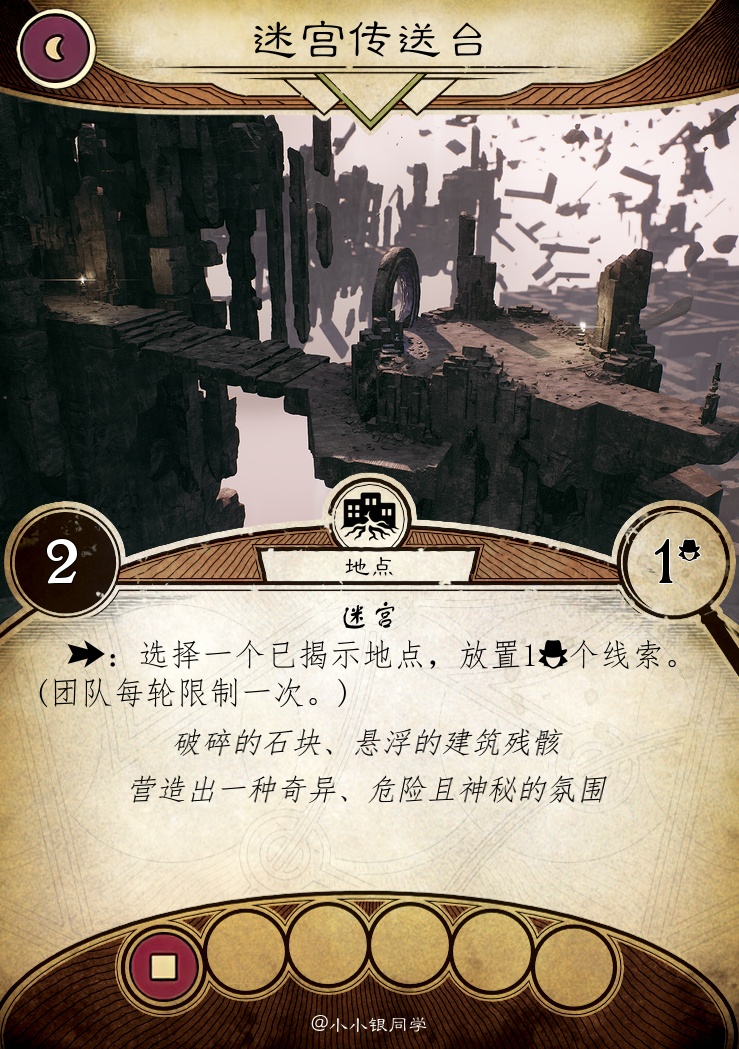 迷宫传送台
2
地点
1
迷宫
：选择一个已揭示地点，放置1个线索。
(团队每轮限制一次。)
破碎的石块、悬浮的建筑残骸
营造出一种奇异、危险且神秘的氛围
@小小银同学